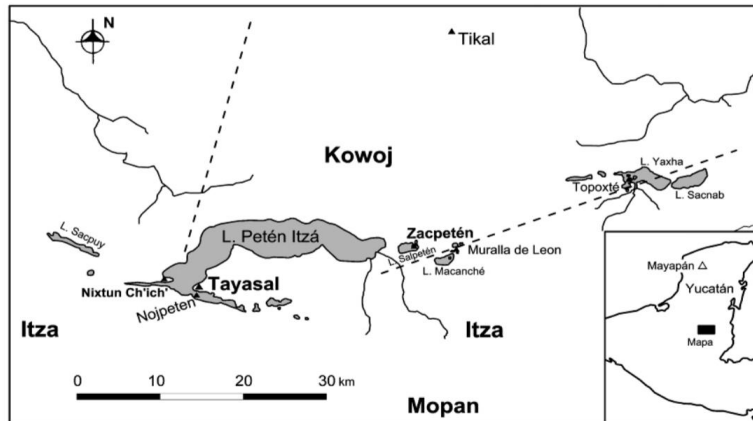 N
Tikal
Kowoj
L. Yaxha
Topoxté
L. Sacnab
L. Sacpuy
L. Petén Itzá
Zacpetén
L. Salpetén
Muralla de Leon
L. Macanché
Nixtun Ch'ich'
Tayasal
Nojpeten
Itza
Itza
Mopan
0 10 20 30 km
Mayapán
Yucatán
Mapa